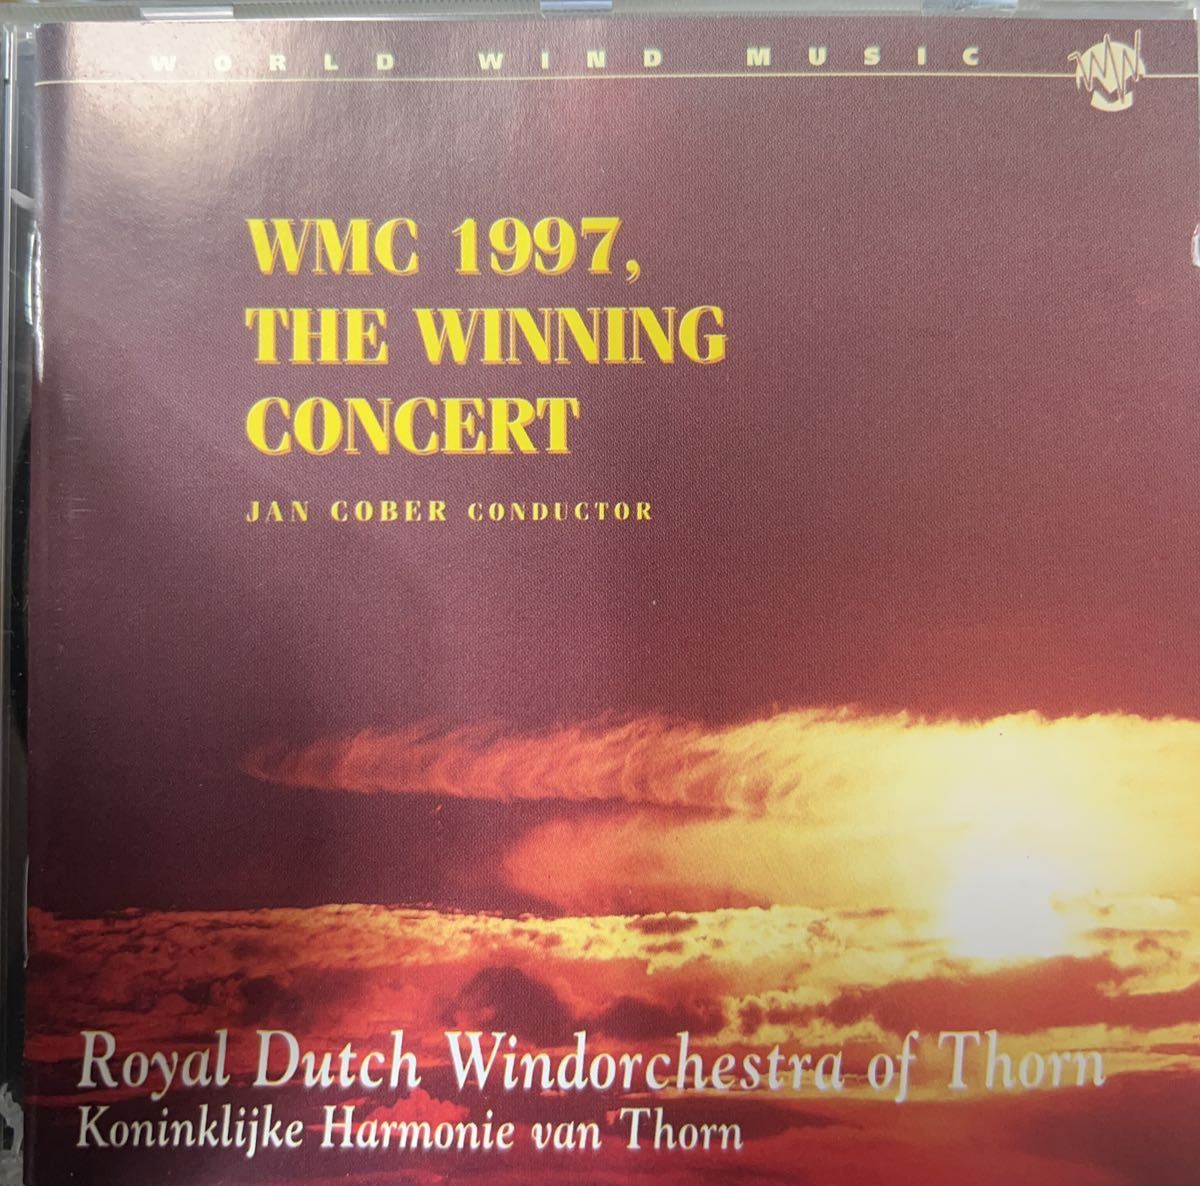 WORLD WIND MUSIC
WMC 1997,
THE WINNING
CONCERT
JAN COBER CONDUCTOR
Royal Dutch Windorchestra of Thorn
Koninklijke Harmonie van Thorn